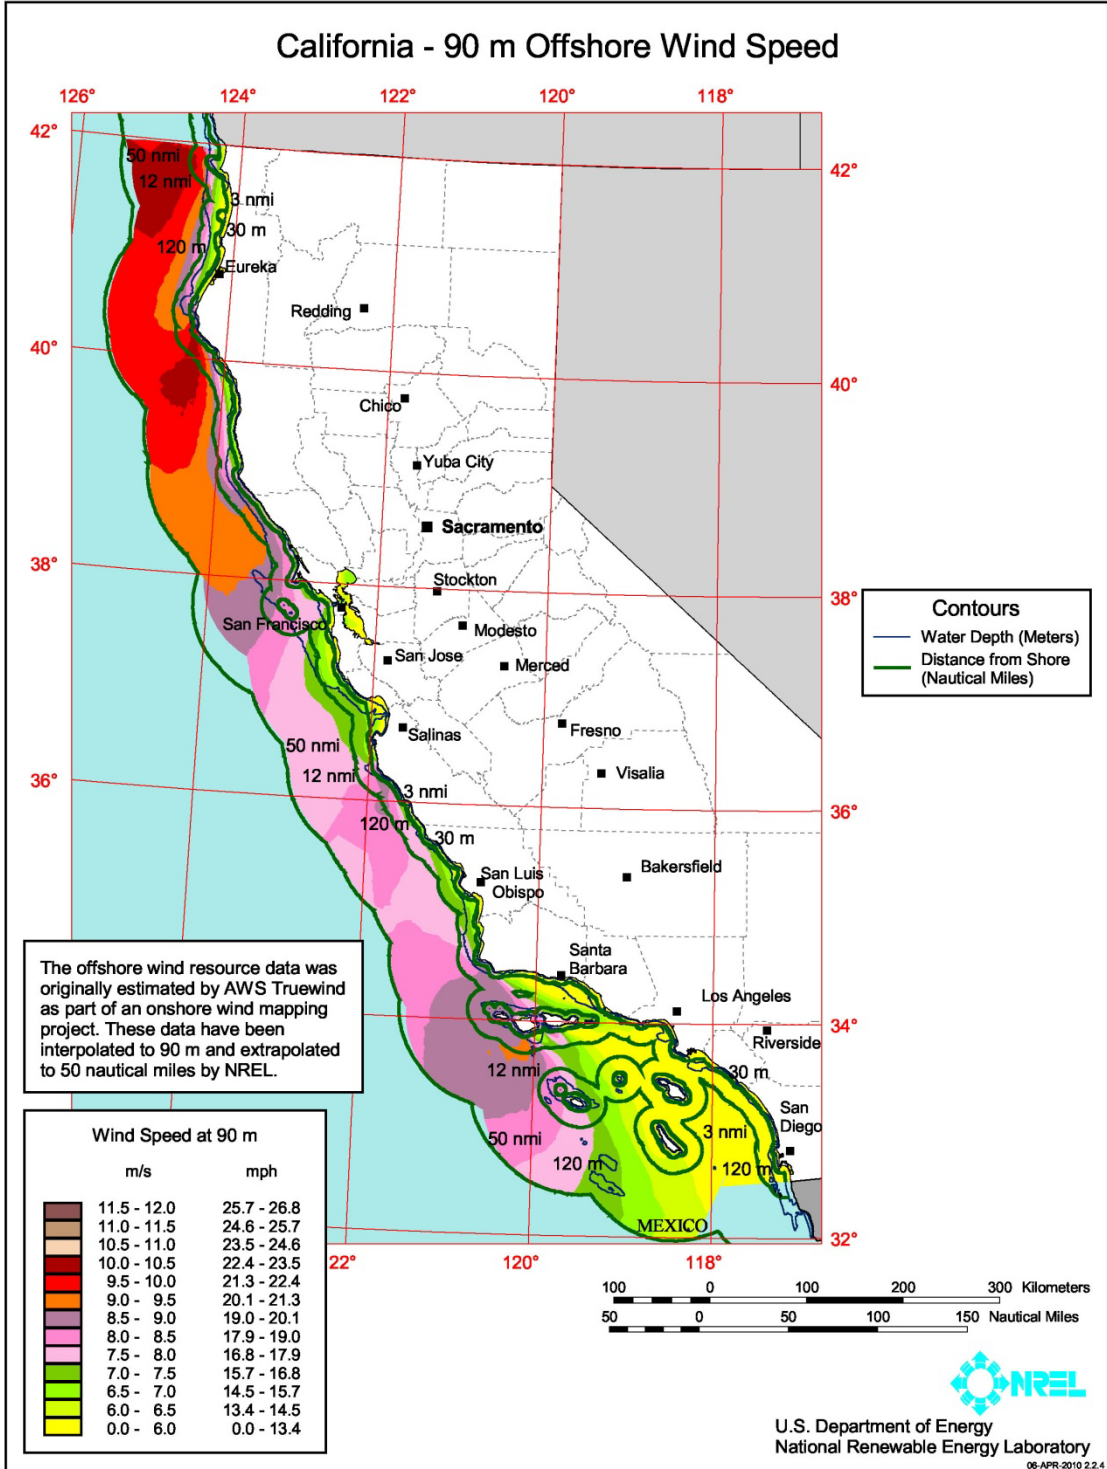 California - 90 m Offshore Wind Speed
126°
124°
122°
120°
118°
42°
42°
50 nmi
12 nmi
3 nmi
30 m
120 m
Eureka
Redding
40°
40°
Chico
Yuba City
Sacramento
38°
38°
Stockton
San Francisco
Modesto
San Jose
Merced
Contours
Water Depth (Meters)
Distance from Shore
(Nautical Miles)
Salinas
Fresno
50 nmi
12 nmi
Visalia
36°
36°
3 nmi
120 m
30 m
San Luis
Obispo
Bakersfield
Santa
Barbara
Los Angeles
34°
Riverside
30 m
12 nmi
San
Diego
3 nmi
50 nmi
120 m
120 m
MEXICO
32°
22°
120°
118°
The offshore wind resource data was
originally estimated by AWS Truewind
as part of an onshore wind mapping
project. These data have been
interpolated to 90 m and extrapolated
to 50 nautical miles by NREL.
Wind Speed at 90 m
m/s mph
11.5 - 12.0 25.7 - 26.8
11.0 - 11.5 24.6 - 25.7
10.5 - 11.0 23.5 - 24.6
10.0 - 10.5 22.4 - 23.5
9.5 - 10.0 21.3 - 22.4
9.0 - 9.5 20.1 - 21.3
8.5 - 9.0 19.0 - 20.1
8.0 - 8.5 17.9 - 19.0
7.5 - 8.0 16.8 - 17.9
7.0 - 7.5 15.7 - 16.8
6.5 - 7.0 14.5 - 15.7
6.0 - 6.5 13.4 - 14.5
0.0 - 6.0 0.0 - 13.4
100 0 100 200 300 Kilometers
50 0 50 100 150 Nautical Miles
NREL
U.S. Department of Energy
National Renewable Energy Laboratory
06-APR-2010 2.2.4